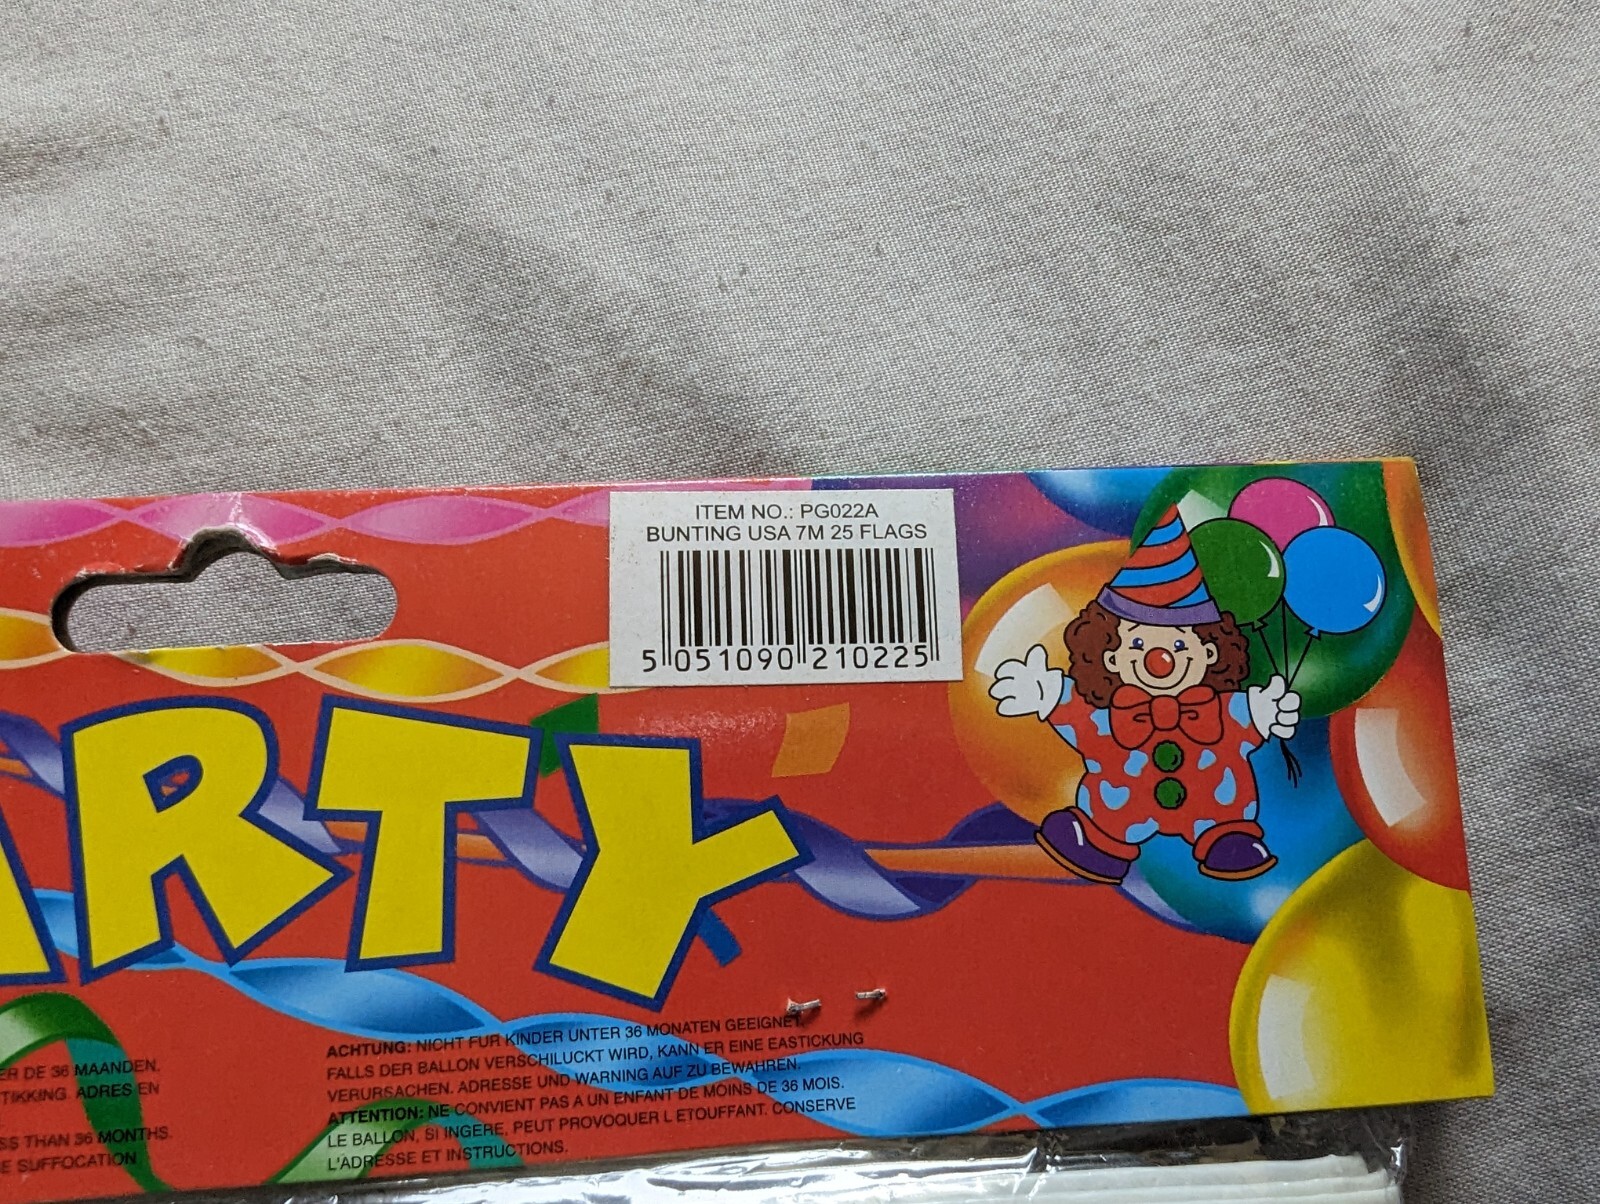 ITEM NO.: PG022A
BUNTING USA 7M 25 FLAGS
5 051090 210225
ARTY
ER DE 36 MAANDEN.
TIKKING. ADRES EN
SS THAN 36 MONTHS.
E SUFFOCATION
ACHTUNG: NICHT FUR KINDER UNTER 36 MONATEN GEEIGNET.
FALLS DER BALLON VERSCHILUCKT WIRD, KANN ER EINE EASTICKUNG
VERURSACHEN. ADRESSE UND WARNING AUF ZU BEWAHREN.
ATTENTION: NE CONVIENT PAS A UN ENFANT DE MOINS DE 36 MOIS.
LE BALLON, SI INGERE, PEUT PROVOQUER L ETOUFFANT. CONSERVE
L'ADRESSE ET INSTRUCTIONS.